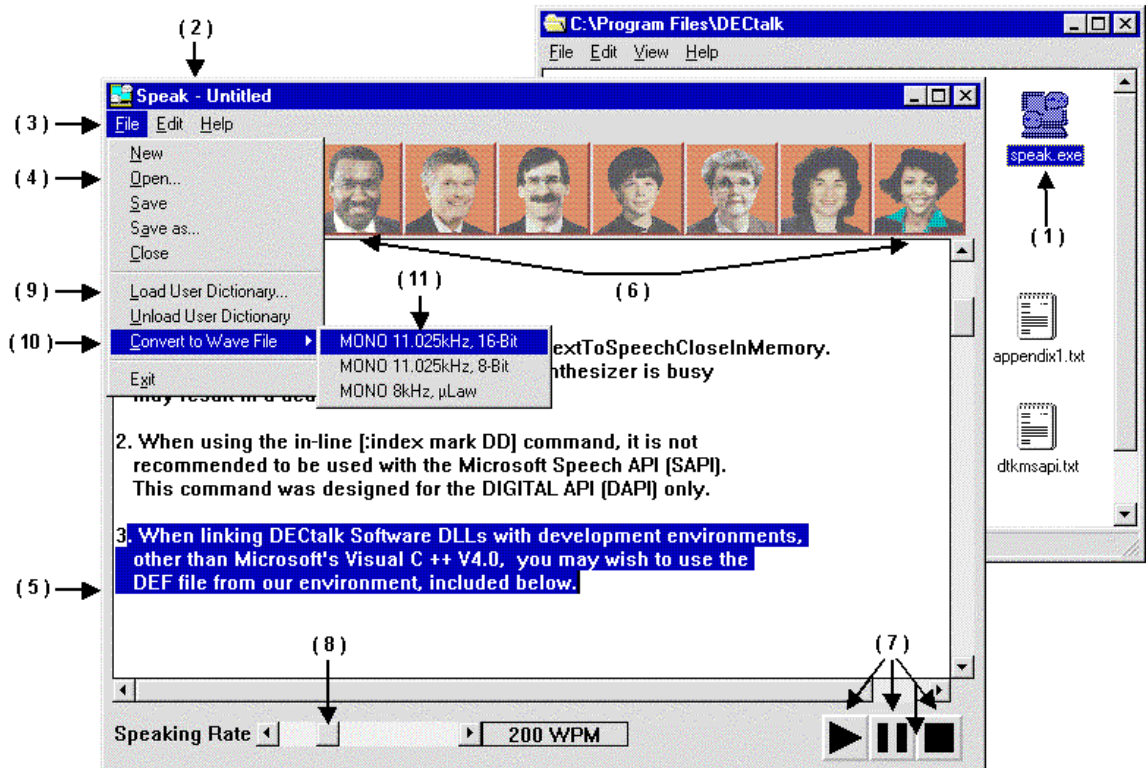 C:\Program Files\DECtalk
File Edit View Help
( 2 )
Speak - Untitled
( 3 )
File Edit Help
New
( 4 )
Open...
Save
Save as...
Close
( 9 )
Load User Dictionary...
Unload User Dictionary
( 10 )
Convert to Wave File
Exit
( 11 )
MONO 11.025kHz, 16-Bit
MONO 11.025kHz, 8-Bit
MONO 8kHz, µLaw
( 6 )
speak.exe
( 1 )
appendix1.txt
dtkmsapi.txt
extToSpeechCloseInMemory.
nthesizer is busy
may result in a dea
2. When using the in-line [:index mark DD] command, it is not
recommended to be used with the Microsoft Speech API (SAPI).
This command was designed for the DIGITAL API (DAPI) only.
3. When linking DECtalk Software DLLs with development environments,
other than Microsoft's Visual C ++ V4.0, you may wish to use the
DEF file from our environment, included below.
( 5 )
( 8 )
( 7 )
Speaking Rate
200 WPM